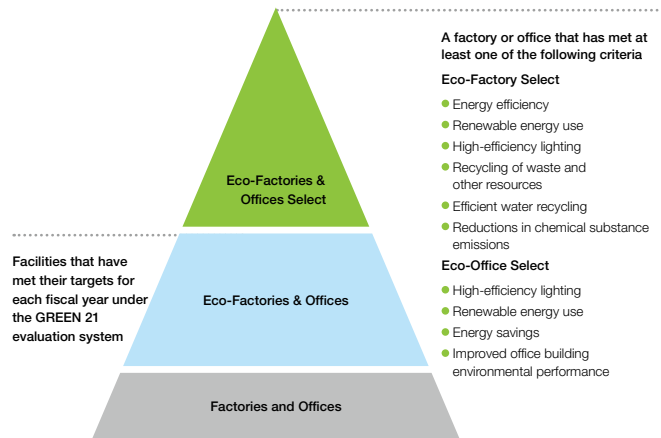 A factory or office that has met at
least one of the following criteria
Eco-Factory Select
Energy efficiency
Renewable energy use
High-efficiency lighting
Recycling of waste and
other resources
Efficient water recycling
Reductions in chemical substance
emissions
Eco-Office Select
High-efficiency lighting
Renewable energy use
Energy savings
Improved office building
environmental performance
Eco-Factories &
Offices Select
Facilities that have
met their targets for
each fiscal year under
the GREEN 21
evaluation system
Eco-Factories & Offices
Factories and Offices